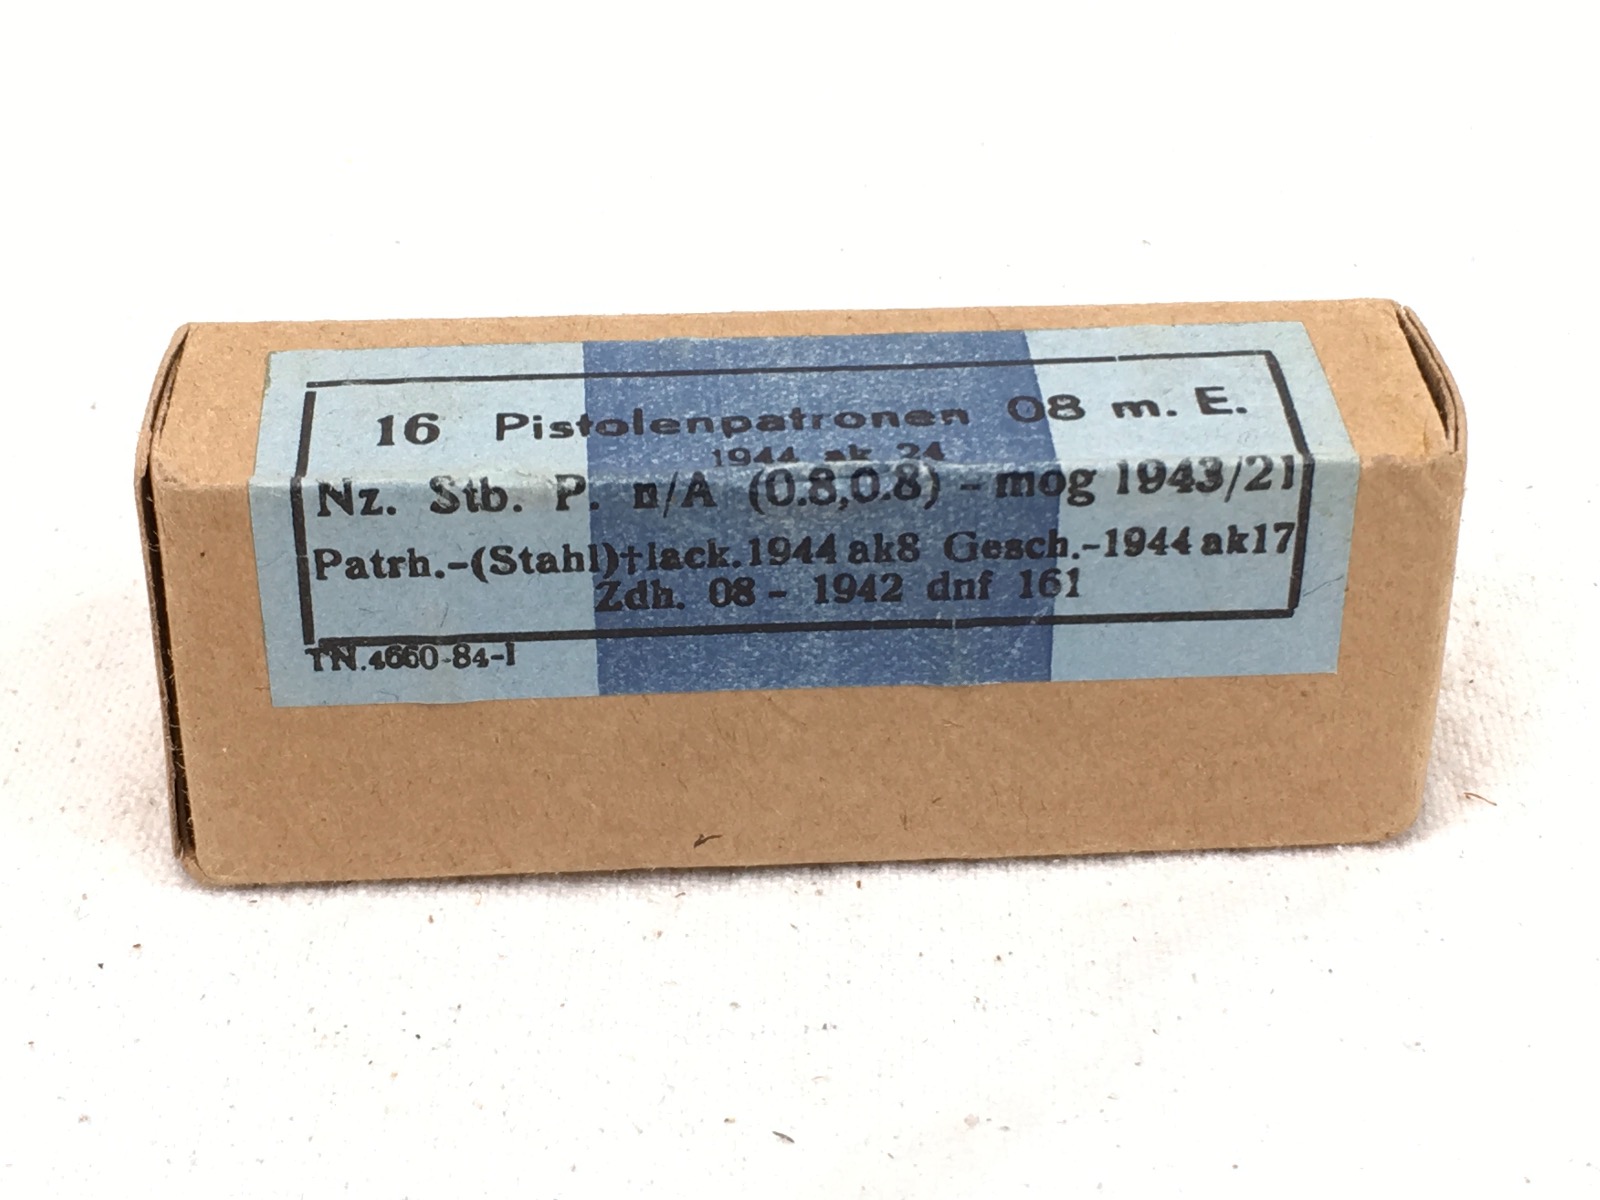 16 Pistolenpatronen 08 m. E.
1944 ak 24
Nz. Stb. P. n/A (0.8,0.8) - mog 1943/21
Patrh.-(Stahl)†lack.1944 ak8 Gesch.-1944 ak17
Zdh. 08 - 1942 dnf 161
TN.4660-84-1